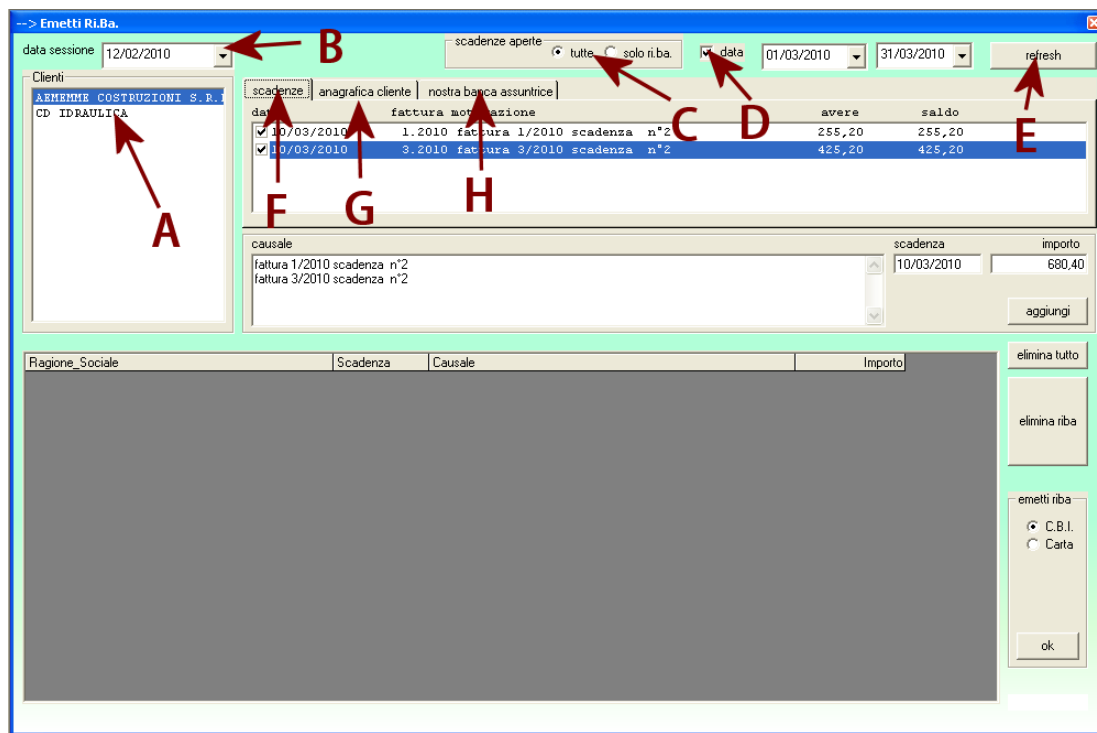 --> Emetti Ri.Ba.
data sessione 12/02/2010 B
scadenze aperte
tutte solo ri.ba. data 01/03/2010 31/03/2010 refresh
Clienti
AEMEMME COSTRUZIONI S.R.
CD IDRAULICA
scadenze anagrafica cliente nostra banca assuntrice
fattura avere saldo
10/03/2010 1.2010 fattura 1/2010 scadenza n°2 255,20 255,20
10/03/2010 3.2010 fattura 3/2010 scadenza n°2 425,20 425,20
A F G H C D E
causale scadenza importo
fattura 1/2010 scadenza n°2
fattura 3/2010 scadenza n°2
10/03/2010 680,40
aggiungi
Ragione_Sociale Scadenza Causale Importo
elimina tutto
elimina riba
emetti riba
C.B.I.
Carta
ok